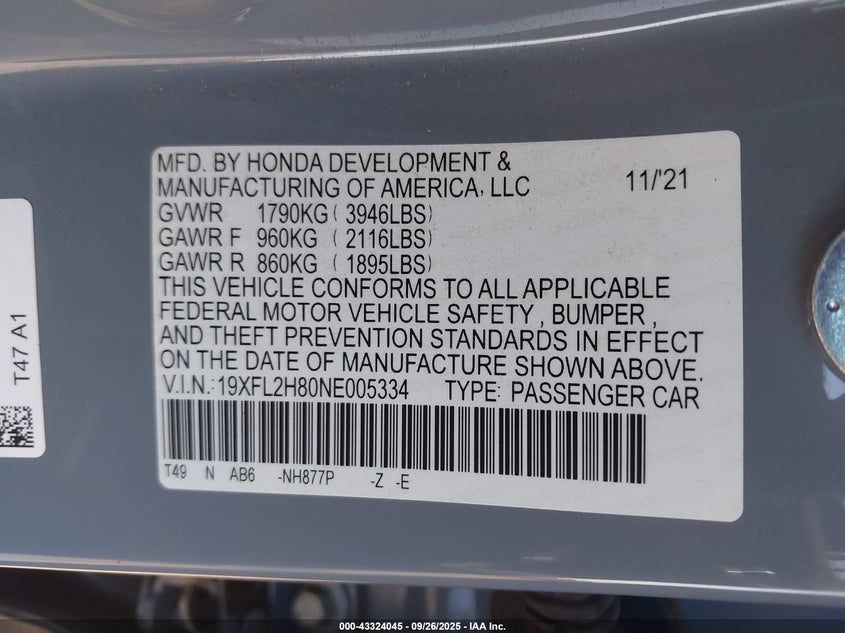 MFD. BY HONDA DEVELOPMENT &
MANUFACTURING OF AMERICA, LLC 11/'21
GVWR 1790KG ( 3946LBS)
GAWR F 960KG ( 2116LBS)
GAWR R 860KG ( 1895LBS)
THIS VEHICLE CONFORMS TO ALL APPLICABLE
FEDERAL MOTOR VEHICLE SAFETY , BUMPER ,
AND THEFT PREVENTION STANDARDS IN EFFECT
ON THE DATE OF MANUFACTURE SHOWN ABOVE.
V.I.N.:19XFL2H80NE005334 TYPE: PASSENGER CAR
T49 N AB6 -NH877P -Z -E
T47 A1
000-43324045 - 09/26/2025 - IAA Inc.